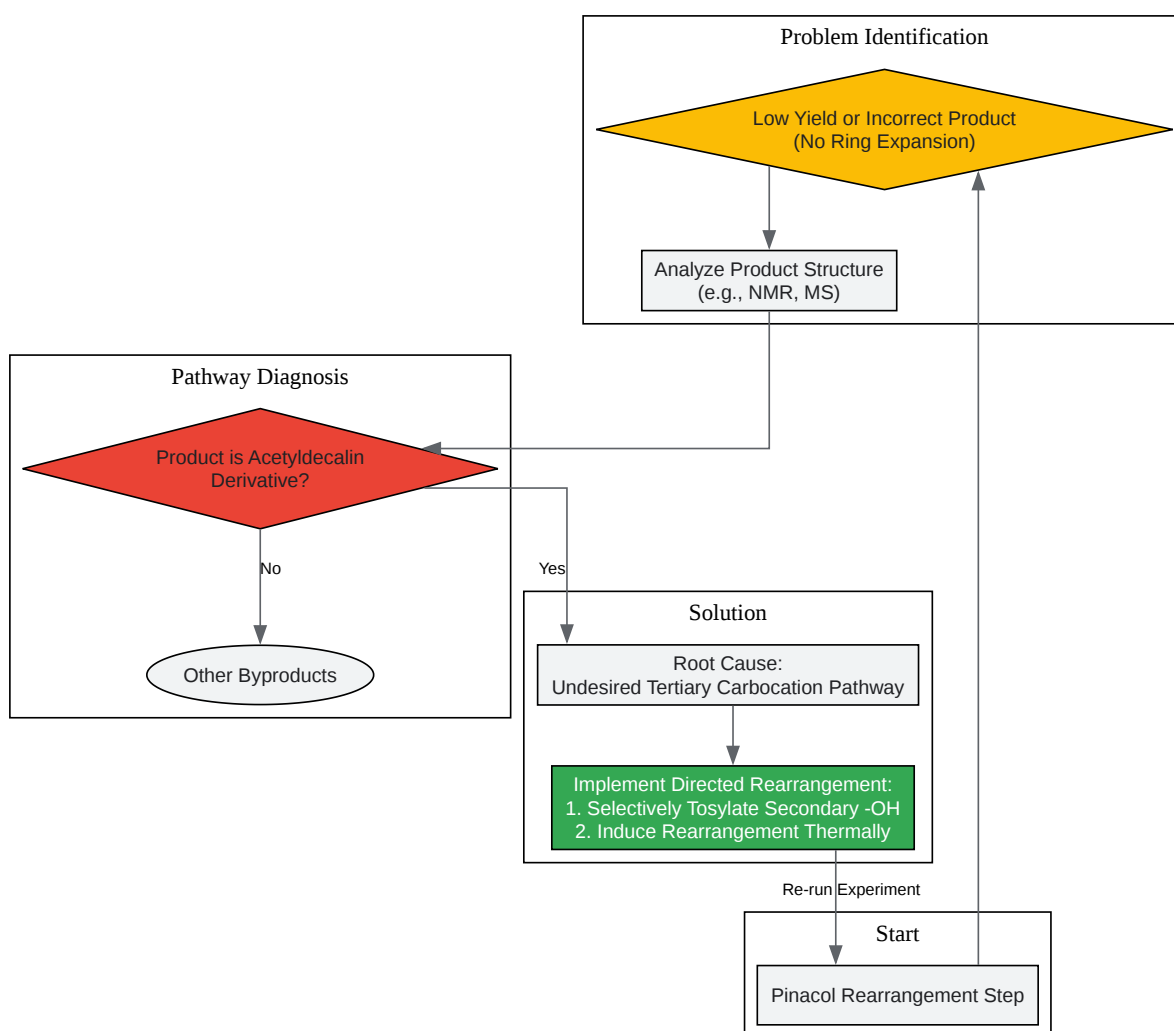 Problem Identification
Low Yield or Incorrect Product
(No Ring Expansion)
Analyze Product Structure
(e.g., NMR, MS)
Pathway Diagnosis
Product is Acetyldecalin
Derivative?
No
Yes
Other Byproducts
Solution
Root Cause:
Undesired Tertiary Carbocation Pathway
Implement Directed Rearrangement:
1. Selectively Tosylate Secondary -OH
2. Induce Rearrangement Thermally
Re-run Experiment
Start
Pinacol Rearrangement Step